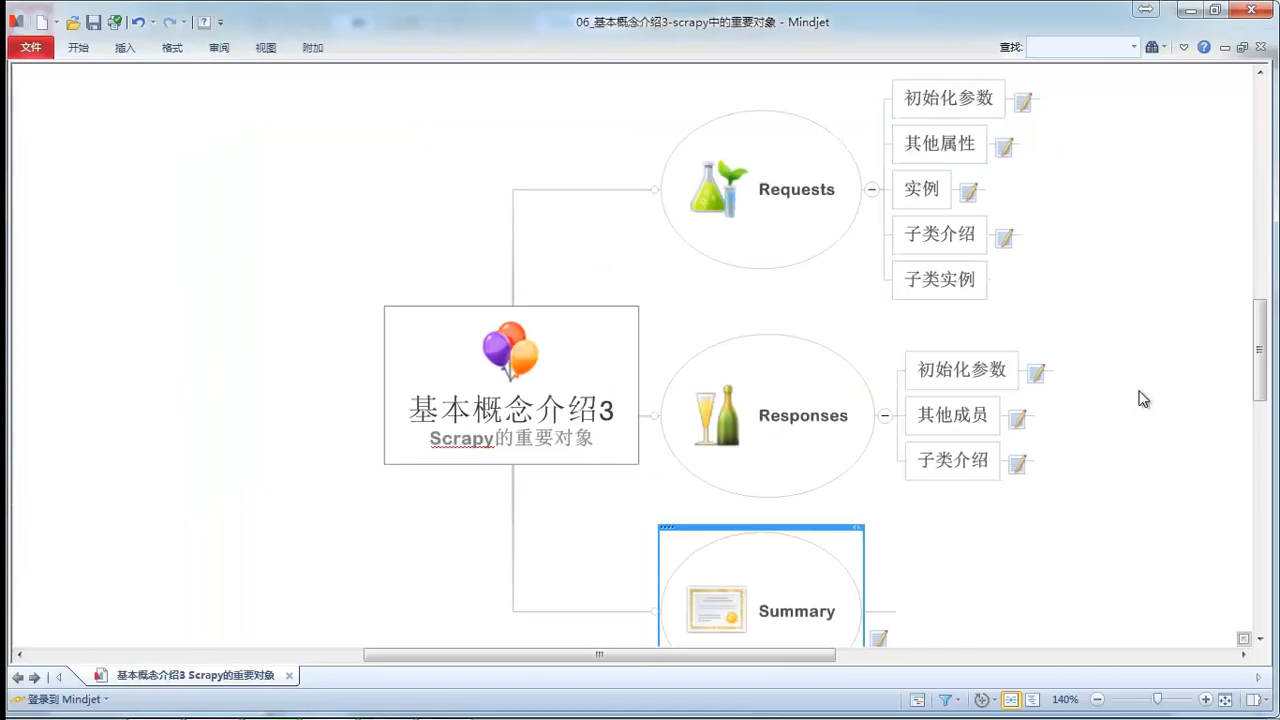 06_基本概念介绍3-scrapy中的重要对象 - Mindjet
文件 开始 插入 格式 审阅 视图 附加 查找:
初始化参数
其他属性
Requests
实例
子类介绍
子类实例
基本概念介绍3
Scrapy的重要对象
初始化参数
Responses
其他成员
子类介绍
Summary
基本概念介绍3 Scrapy的重要对象
登录到 Mindjet
140%